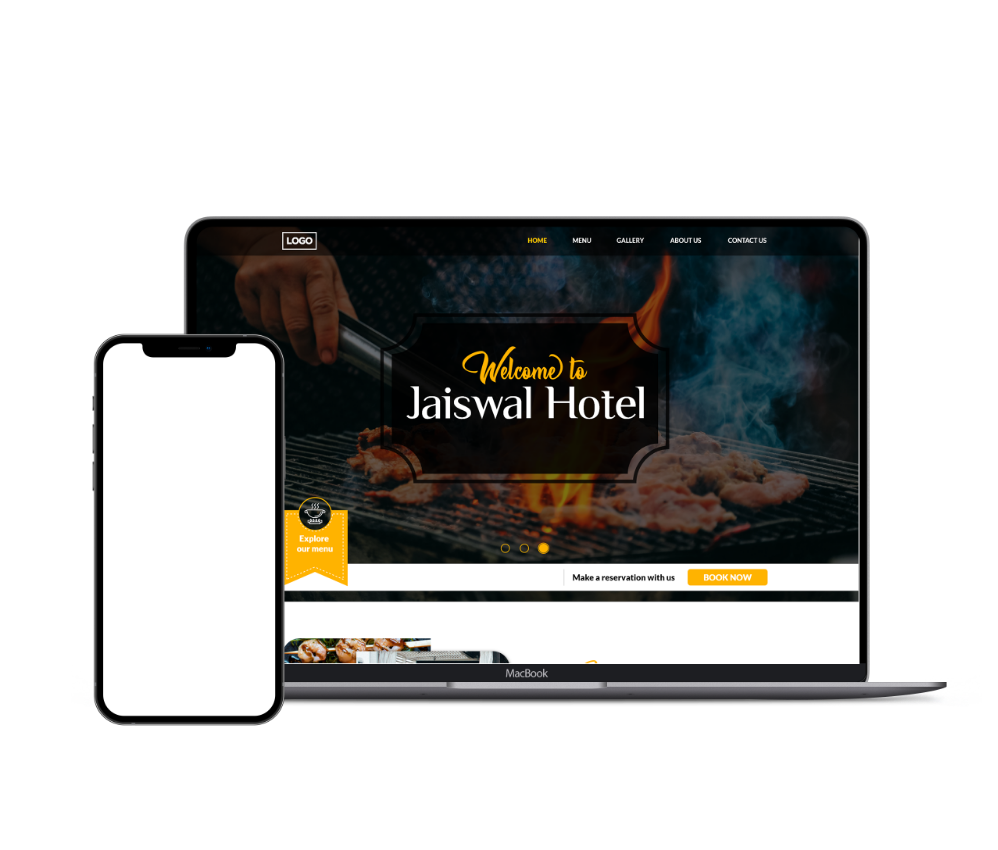 LOGO
HOME MENU GALLERY ABOUT US CONTACT US
Welcome to
Jaiswal Hotel
Explore
our menu
Make a reservation with us BOOK NOW
MacBook